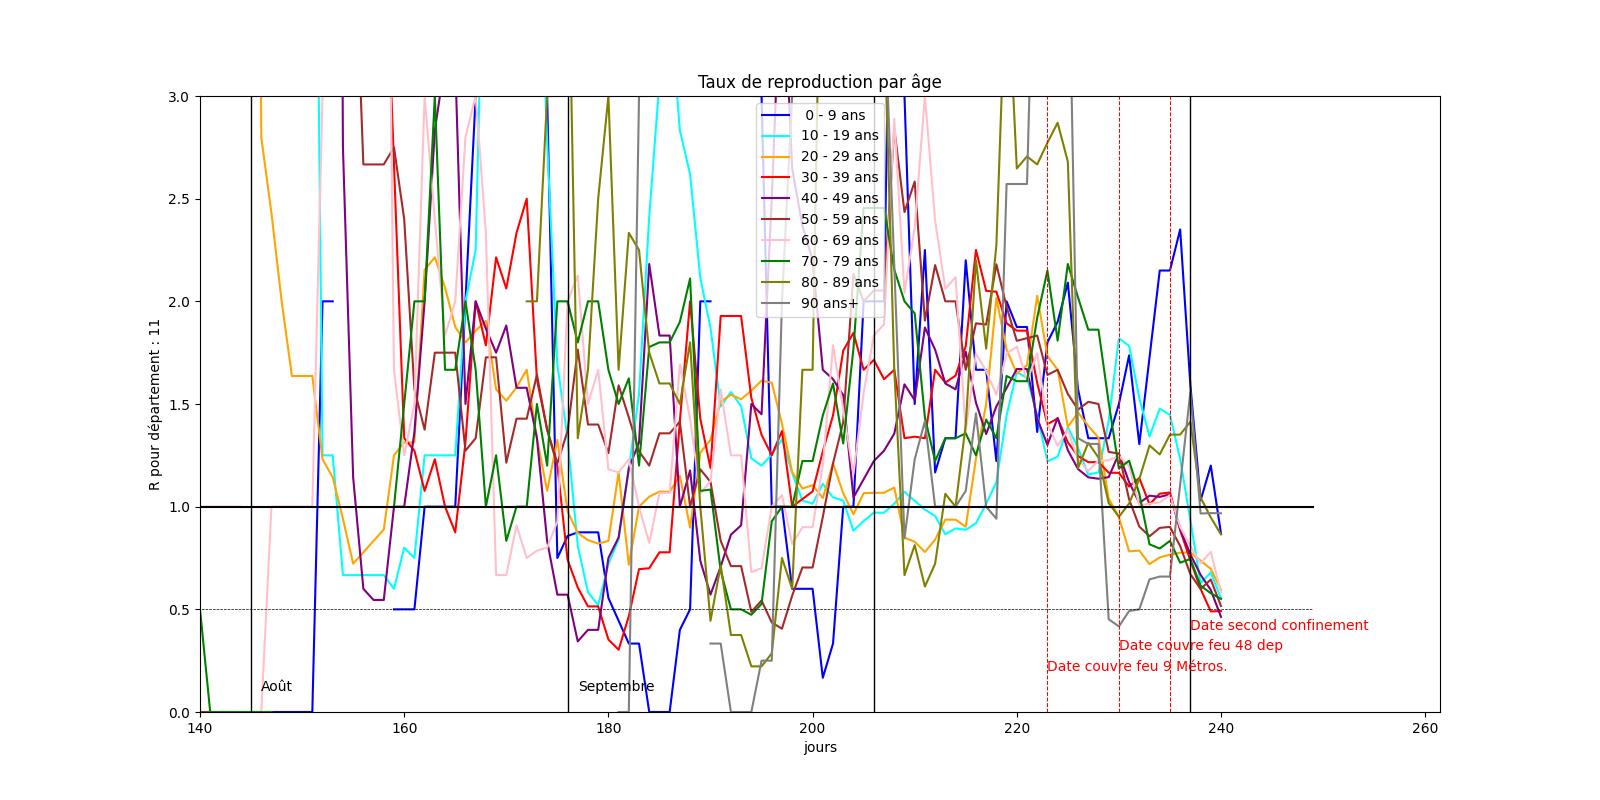 Taux de reproduction par âge
R pour département : 11
3.0
2.5
2.0
1.5
1.0
0.5
0.0
0 - 9 ans
10 - 19 ans
20 - 29 ans
30 - 39 ans
40 - 49 ans
50 - 59 ans
60 - 69 ans
70 - 79 ans
80 - 89 ans
90 ans+
Date second confinement
Date couvre feu 48 dep
Date couvre feu 9 Métros.
Août
Septembre
140
160
180
200
220
240
260
jours